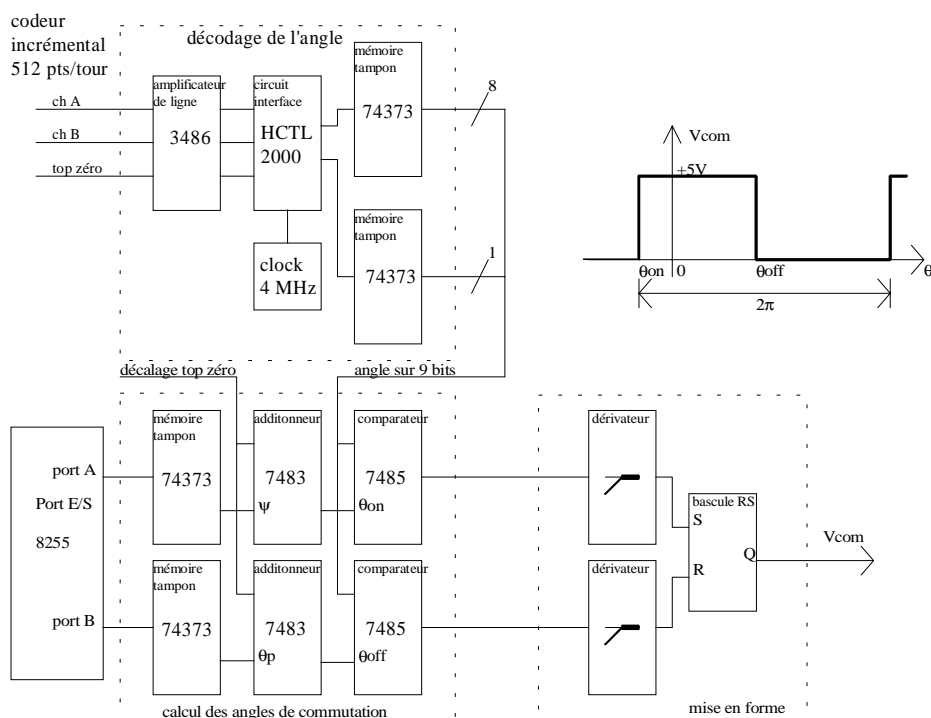 codeur
incrémental
512 pts/tour
ch A
ch B
top zéro
décodage de l'angle
amplificateur
de ligne
3486
circuit
interface
HCTL
2000
clock
4 MHz
mémoire
tampon
74373
8
mémoire
tampon
74373
1
Vcom
+5V
θon
0
θoff
θ
2π
décalage top zéro
angle sur 9 bits
port A
Port E/S
8255
port B
mémoire
tampon
74373
additonneur
7483
ψ
comparateur
7485
θon
mémoire
tampon
74373
additonneur
7483
θp
comparateur
7485
θoff
calcul des angles de commutation
dérivateur
dérivateur
bascule RS
S
R
Q
Vcom
mise en forme